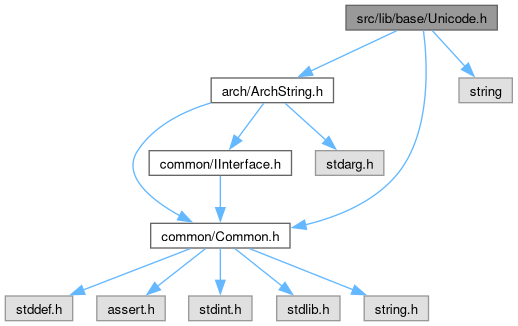 src/lib/base/Unicode.h
arch/ArchString.h
string
common/IInterface.h
stdarg.h
common/Common.h
stddef.h
assert.h
stdint.h
stdlib.h
string.h